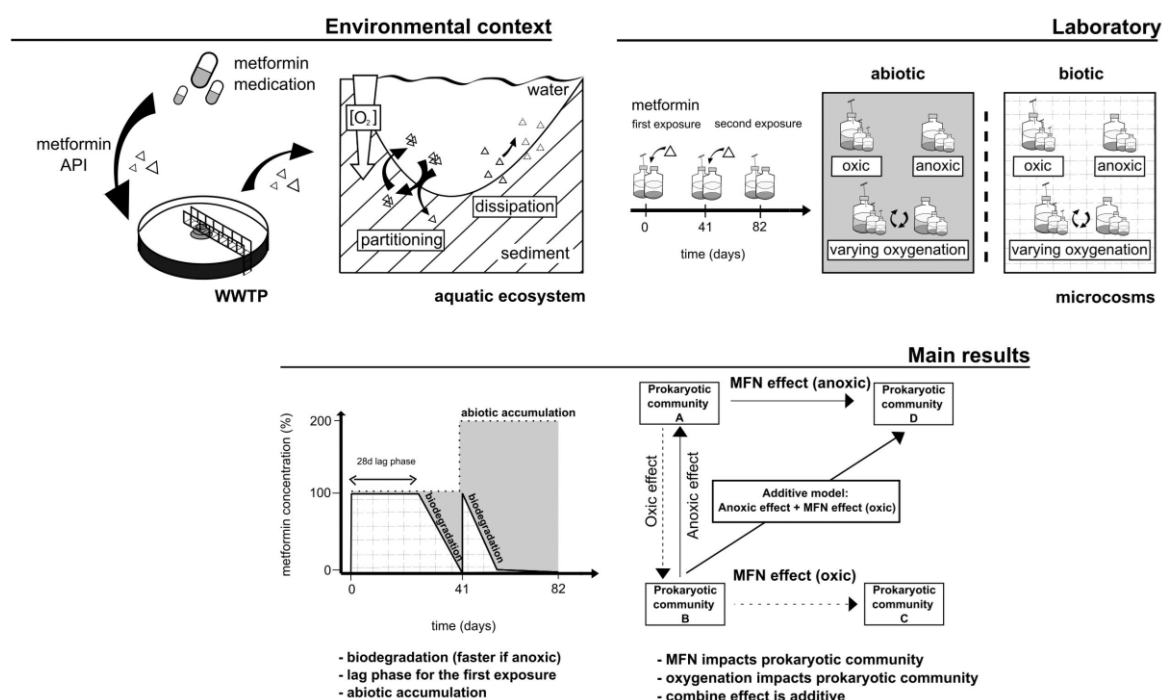 Environmental context
metformin
medication
metformin
API
WWTP
[O₂]
water
dissipation
partitioning
sediment
aquatic ecosystem
Laboratory
metformin
first exposure
second exposure
0
41
82
time (days)
abiotic
biotic
oxic
anoxic
varying oxygenation
oxic
anoxic
varying oxygenation
microcosms
Main results
metformin concentration (%)
200
100
0
28d lag phase
abiotic accumulation
biodegradation
biodegradation
0
41
82
time (days)
- biodegradation (faster if anoxic)
- lag phase for the first exposure
- abiotic accumulation
Prokaryotic
community
A
MFN effect (anoxic)
Prokaryotic
community
D
Oxic effect
Anoxic effect
Additive model:
Anoxic effect + MFN effect (oxic)
Prokaryotic
community
B
MFN effect (oxic)
Prokaryotic
community
C
- MFN impacts prokaryotic community
- oxygenation impacts prokaryotic community
- combine effect is additive